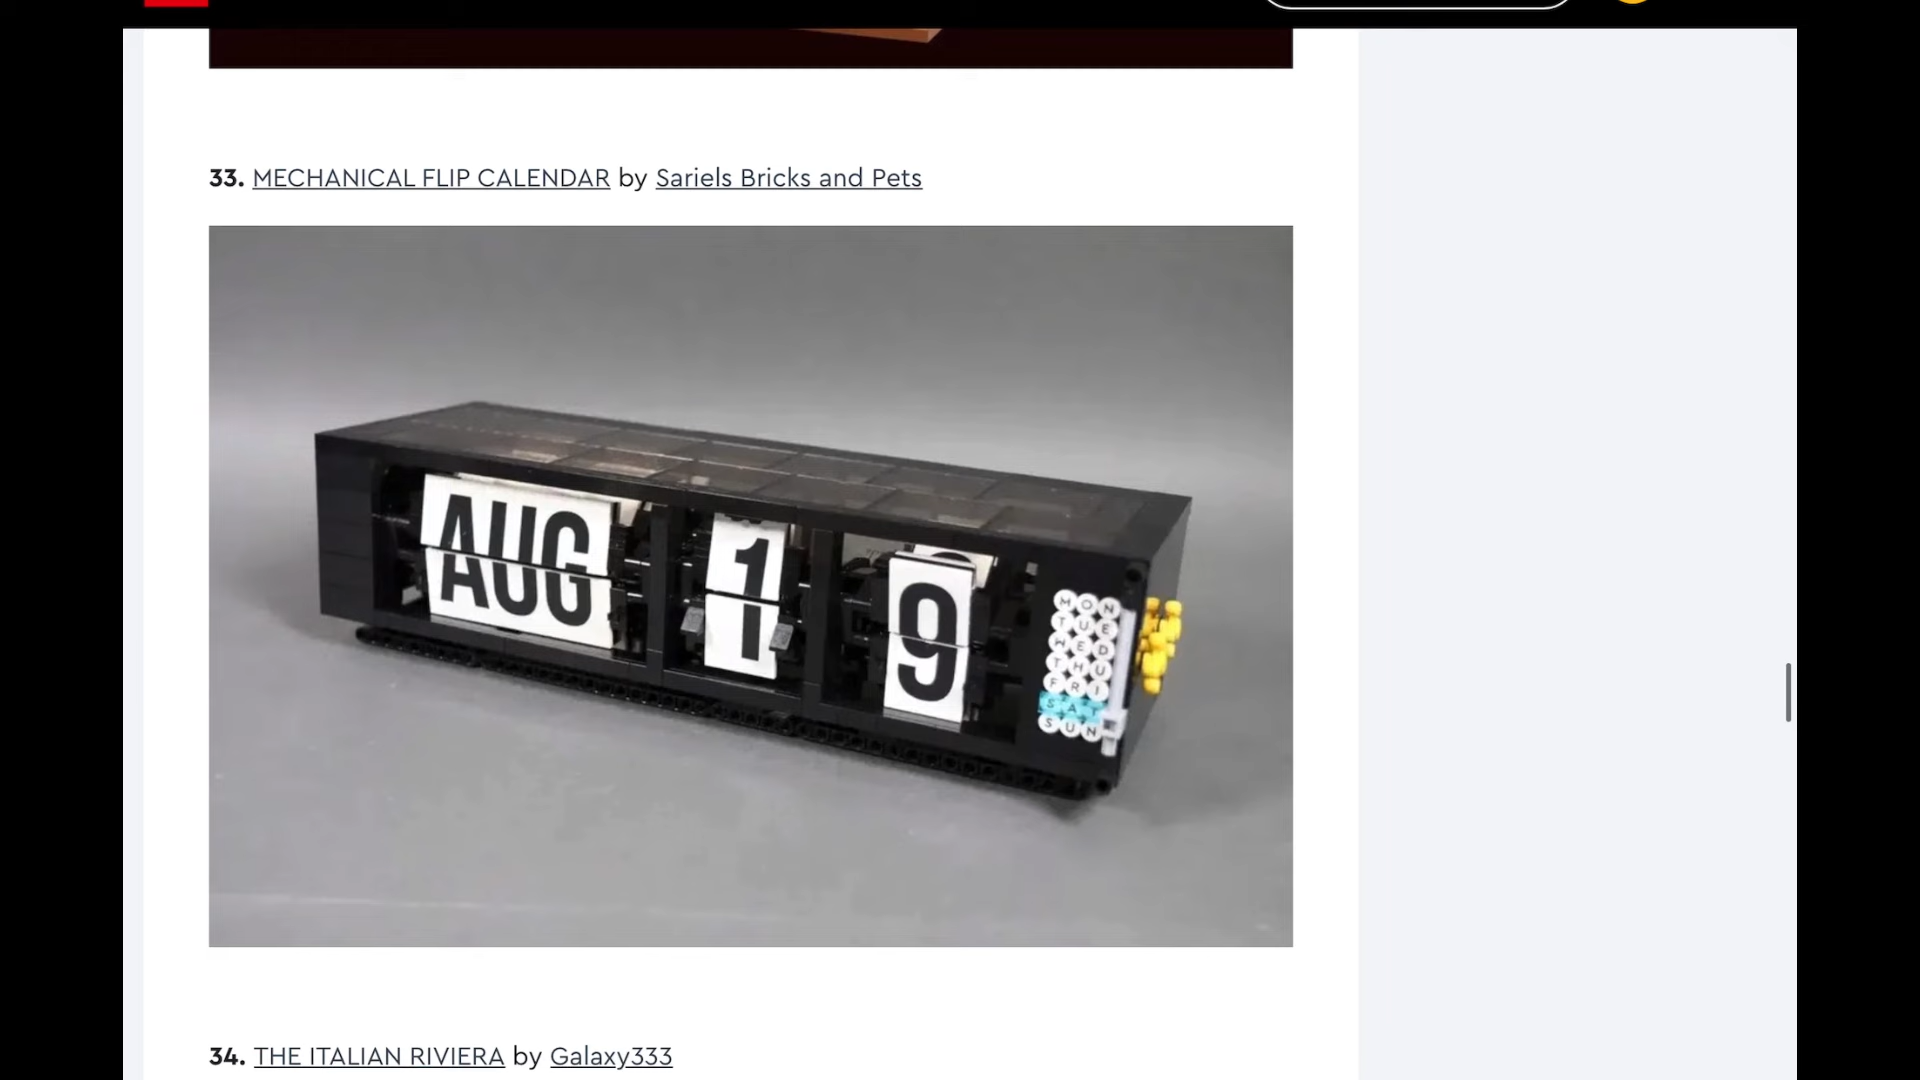 33. MECHANICAL FLIP CALENDAR by Sariels Bricks and Pets
AUG 1 9
MON
TUE
WED
THU
FRI
SAT
SUN
34. THE ITALIAN RIVIERA by Galaxy333